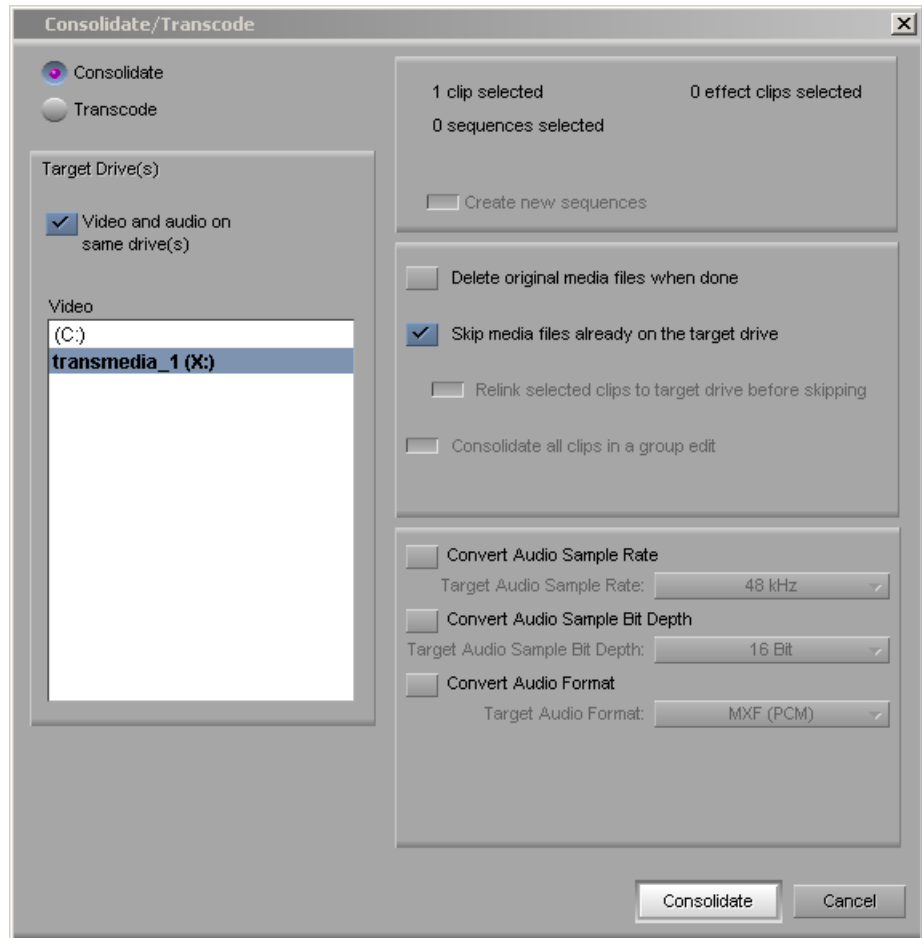 Consolidate/Transcode
Consolidate
Transcode
Target Drive(s)
Video and audio on
same drive(s)
Video
(C:)
transmedia_1 (X:)
1 clip selected
0 effect clips selected
0 sequences selected
Create new sequences
Delete original media files when done
Skip media files already on the target drive
Relink selected clips to target drive before skipping
Consolidate all clips in a group edit
Convert Audio Sample Rate
Target Audio Sample Rate: 48 kHz
Convert Audio Sample Bit Depth
Target Audio Sample Bit Depth: 16 Bit
Convert Audio Format
Target Audio Format: MXF (PCM)
Consolidate
Cancel